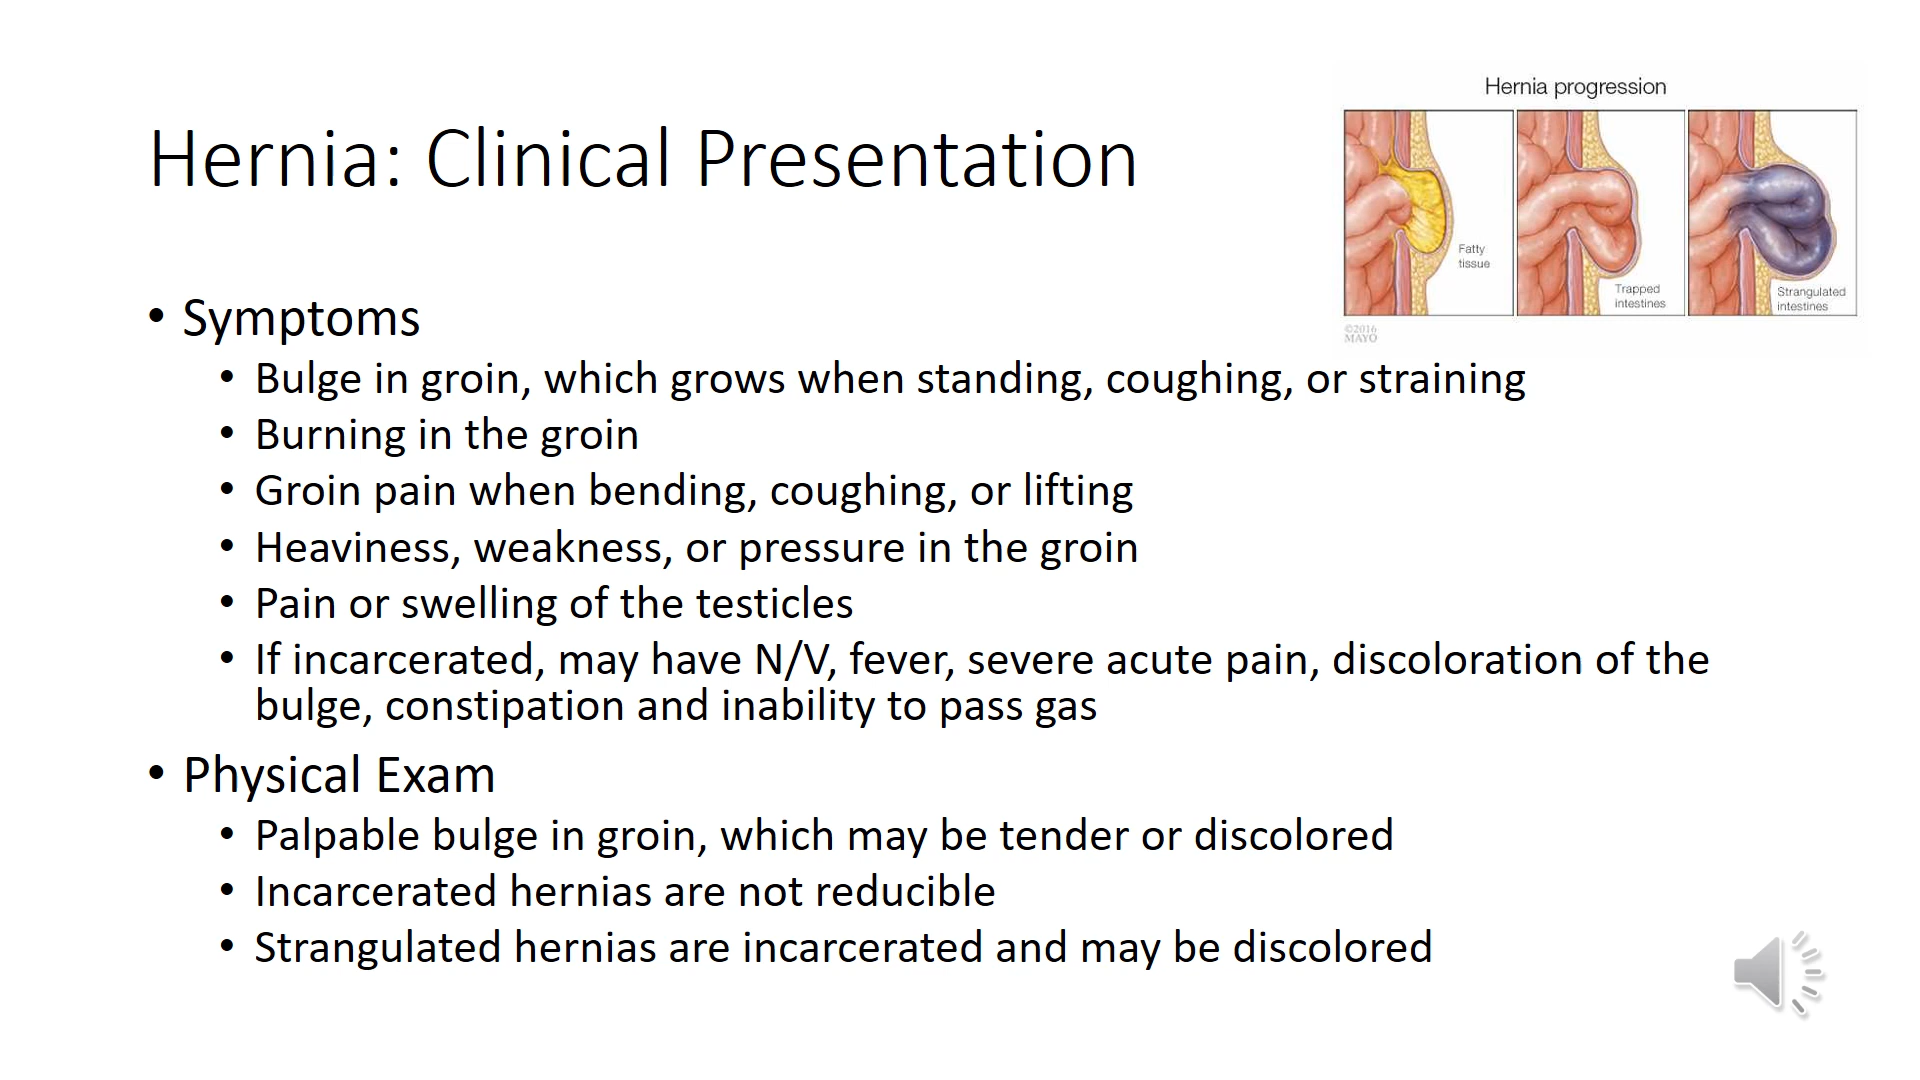 Hernia progression
Hernia: Clinical Presentation
Fatty
tissue
Trapped
intestines
Strangulated
intestines
©2016
MAYO
• Symptoms
• Bulge in groin, which grows when standing, coughing, or straining
• Burning in the groin
• Groin pain when bending, coughing, or lifting
• Heaviness, weakness, or pressure in the groin
• Pain or swelling of the testicles
• If incarcerated, may have N/V, fever, severe acute pain, discoloration of the
bulge, constipation and inability to pass gas
• Physical Exam
• Palpable bulge in groin, which may be tender or discolored
• Incarcerated hernias are not reducible
• Strangulated hernias are incarcerated and may be discolored